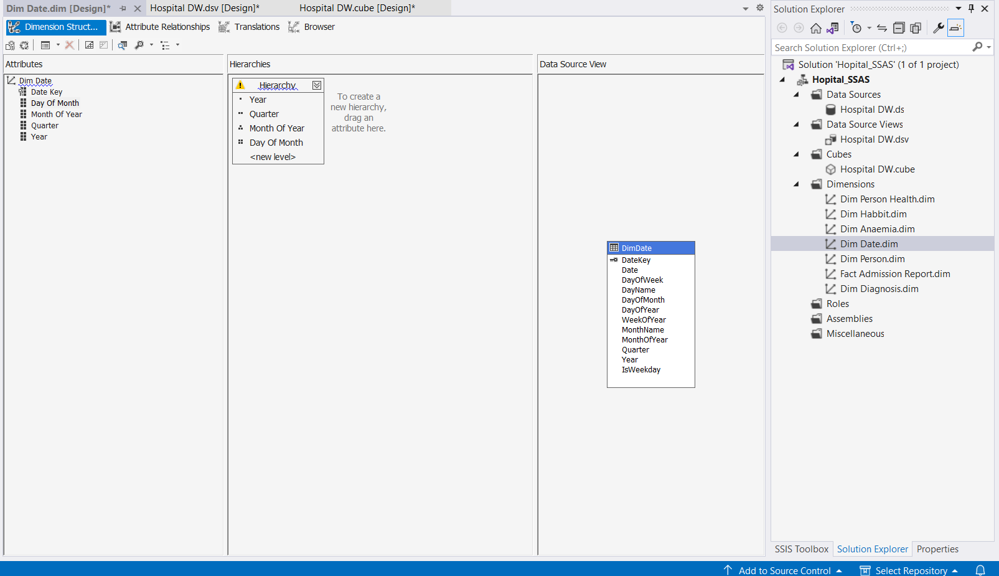 Dim Date.dim [Design]*
Hospital DW.dsv [Design]*
Hospital DW.cube [Design]*
Dimension Struct...
Attribute Relationships
Translations
Browser
Attributes
Dim Date
Date Key
Day Of Month
Month Of Year
Quarter
Year
Hierarchies
Hierarchy
Year
Quarter
Month Of Year
Day Of Month
<new level>
To create a
new hierarchy,
drag an
attribute here.
Data Source View
DimDate
DateKey
Date
DayOfWeek
DayName
DayOfMonth
DayOfYear
WeekOfYear
MonthName
MonthOfYear
Quarter
Year
IsWeekday
Solution Explorer
Search Solution Explorer (Ctrl+;)
Solution 'Hopital_SSAS' (1 of 1 project)
Hopital_SSAS
Data Sources
Hospital DW.ds
Data Source Views
Hospital DW.dsv
Cubes
Hospital DW.cube
Dimensions
Dim Person Health.dim
Dim Habbit.dim
Dim Anaemia.dim
Dim Date.dim
Dim Person.dim
Fact Admission Report.dim
Dim Diagnosis.dim
Roles
Assemblies
Miscellaneous
SSIS Toolbox
Solution Explorer
Properties
Add to Source Control
Select Repository